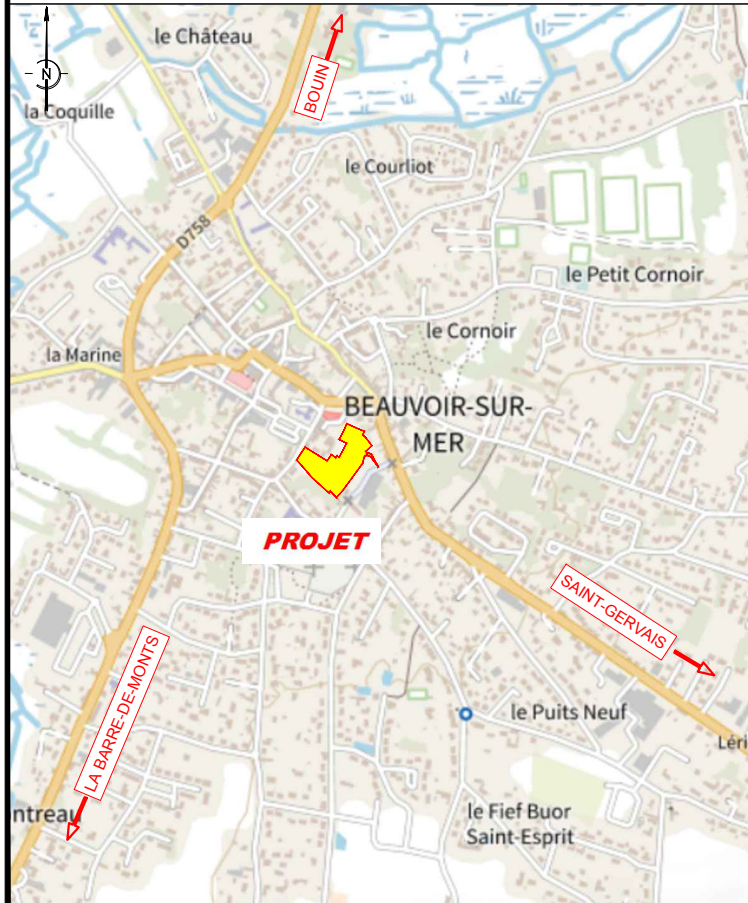 le Château
N
BOUIN
la Coquille
le Courliot
D758
le Petit Cornoir
le Cornoir
la Marine
BEAUVOIR-SUR-
MER
PROJET
SAINT-GERVAIS
LA BARRE-DE-MONTS
le Puits Neuf
Léri
le Fief Buor
Saint-Esprit
ontreau